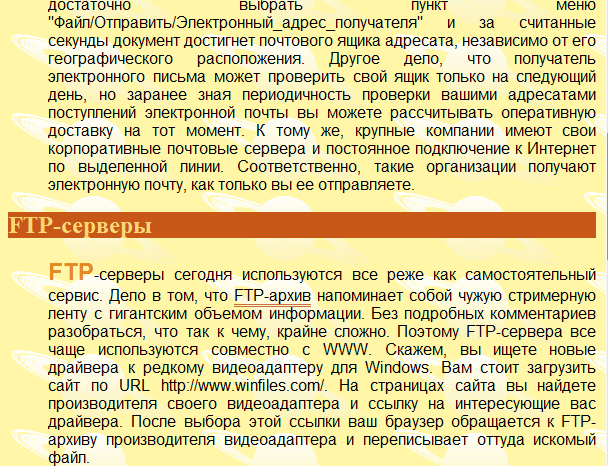 достаточно выбрать пункт меню
"Файл/Отправить/Электронный_адрес_получателя" и за считанные
секунды документ достигнет почтового ящика адресата, независимо от его
географического расположения. Другое дело, что получатель
электронного письма может проверить свой ящик только на следующий
день, но заранее зная периодичность проверки вашими адресатами
поступлений электронной почты вы можете рассчитывать оперативную
доставку на тот момент. К тому же, крупные компании имеют свои
корпоративные почтовые сервера и постоянное подключение к Интернет
по выделенной линии. Соответственно, такие организации получают
электронную почту, как только вы ее отправляете.
FTP-серверы
FTP-серверы сегодня используются все реже как самостоятельный
сервис. Дело в том, что FTP-архив напоминает собой чужую стримерную
ленту с гигантским объемом информации. Без подробных комментариев
разобраться, что так к чему, крайне сложно. Поэтому FTP-сервера все
чаще используются совместно с WWW. Скажем, вы ищете новые
драйвера к редкому видеоадаптеру для Windows. Вам стоит загрузить
сайт по URL http://www.winfiles.com/. На страницах сайта вы найдете
производителя своего видеоадаптера и ссылку на интересующие вас
драйвера. После выбора этой ссылки ваш браузер обращается к FTP-
архиву производителя видеоадаптера и переписывает оттуда искомый
файл.